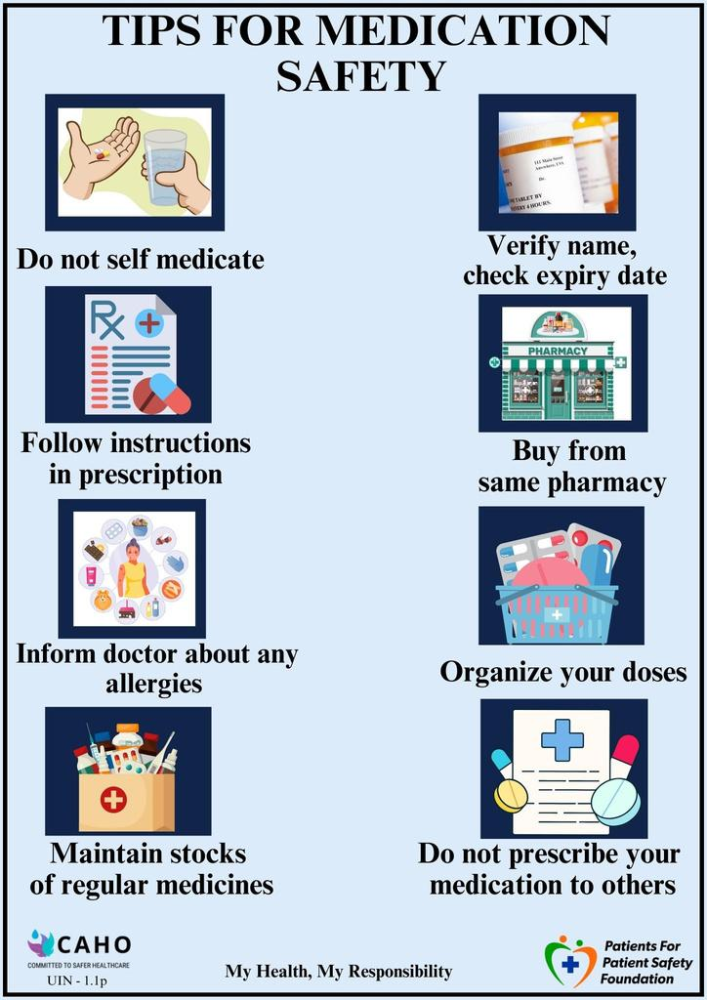 TIPS FOR MEDICATION
SAFETY
Do not self medicate
111 Main Street
Anywhere, USA
Dr.
TABLET BY
EVERY 4 HOURS.
Verify name,
check expiry date
Rx
Follow instructions
in prescription
PHARMACY
Buy from
same pharmacy
Inform doctor about any
allergies
Organize your doses
Maintain stocks
of regular medicines
Do not prescribe your
medication to others
CAHO
COMMITTED TO SAFER HEALTHCARE
UIN - 1.1p
My Health, My Responsibility
Patients For
Patient Safety
Foundation